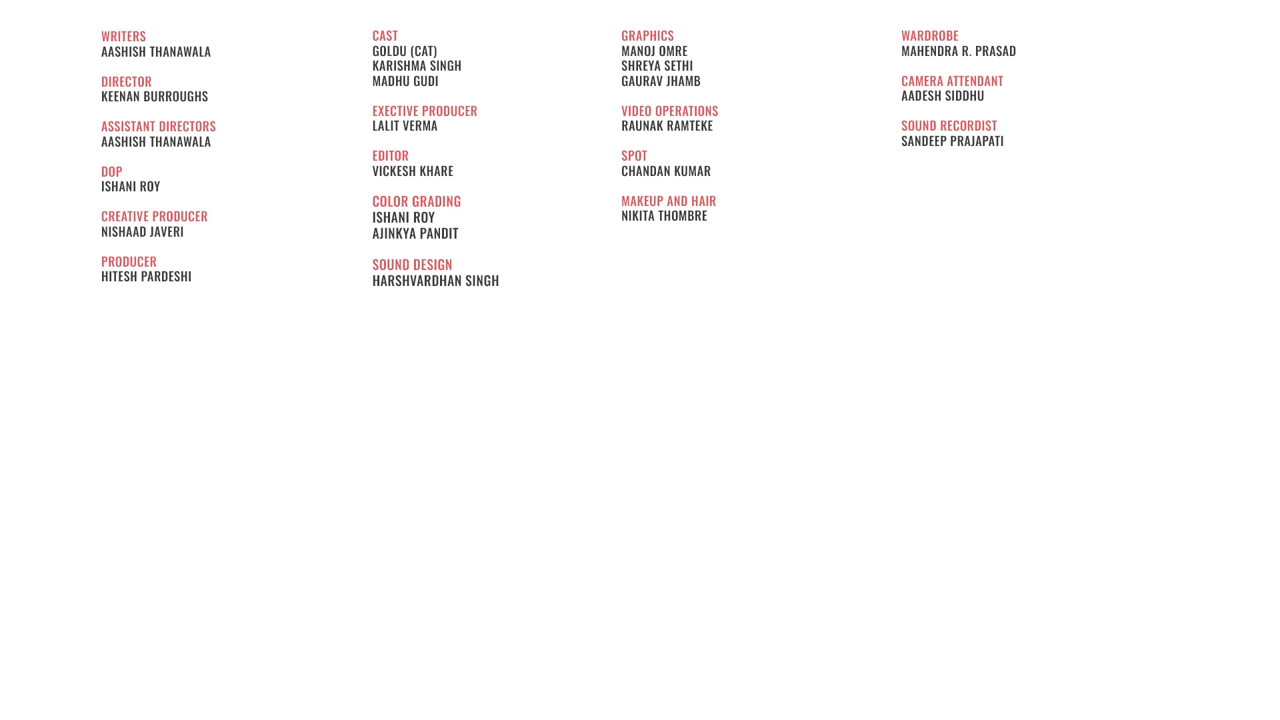 WRITERS
AASHISH THANAWALA
DIRECTOR
KEENAN BURROUGHS
ASSISTANT DIRECTORS
AASHISH THANAWALA
DOP
ISHANI ROY
CREATIVE PRODUCER
NISHAAD JAVERI
PRODUCER
HITESH PARDESHI
CAST
GOLDU (CAT)
KARISHMA SINGH
MADHU GUDI
EXECTIVE PRODUCER
LALIT VERMA
EDITOR
VICKESH KHARE
COLOR GRADING
ISHANI ROY
AJINKYA PANDIT
SOUND DESIGN
HARSHVARDHAN SINGH
GRAPHICS
MANOJ OMRE
SHREYA SETHI
GAURAV JHAMB
VIDEO OPERATIONS
RAUNAK RAMTEKE
SPOT
CHANDAN KUMAR
MAKEUP AND HAIR
NIKITA THOMBRE
WARDROBE
MAHENDRA R. PRASAD
CAMERA ATTENDANT
AADESH SIDDHU
SOUND RECORDIST
SANDEEP PRAJAPATI